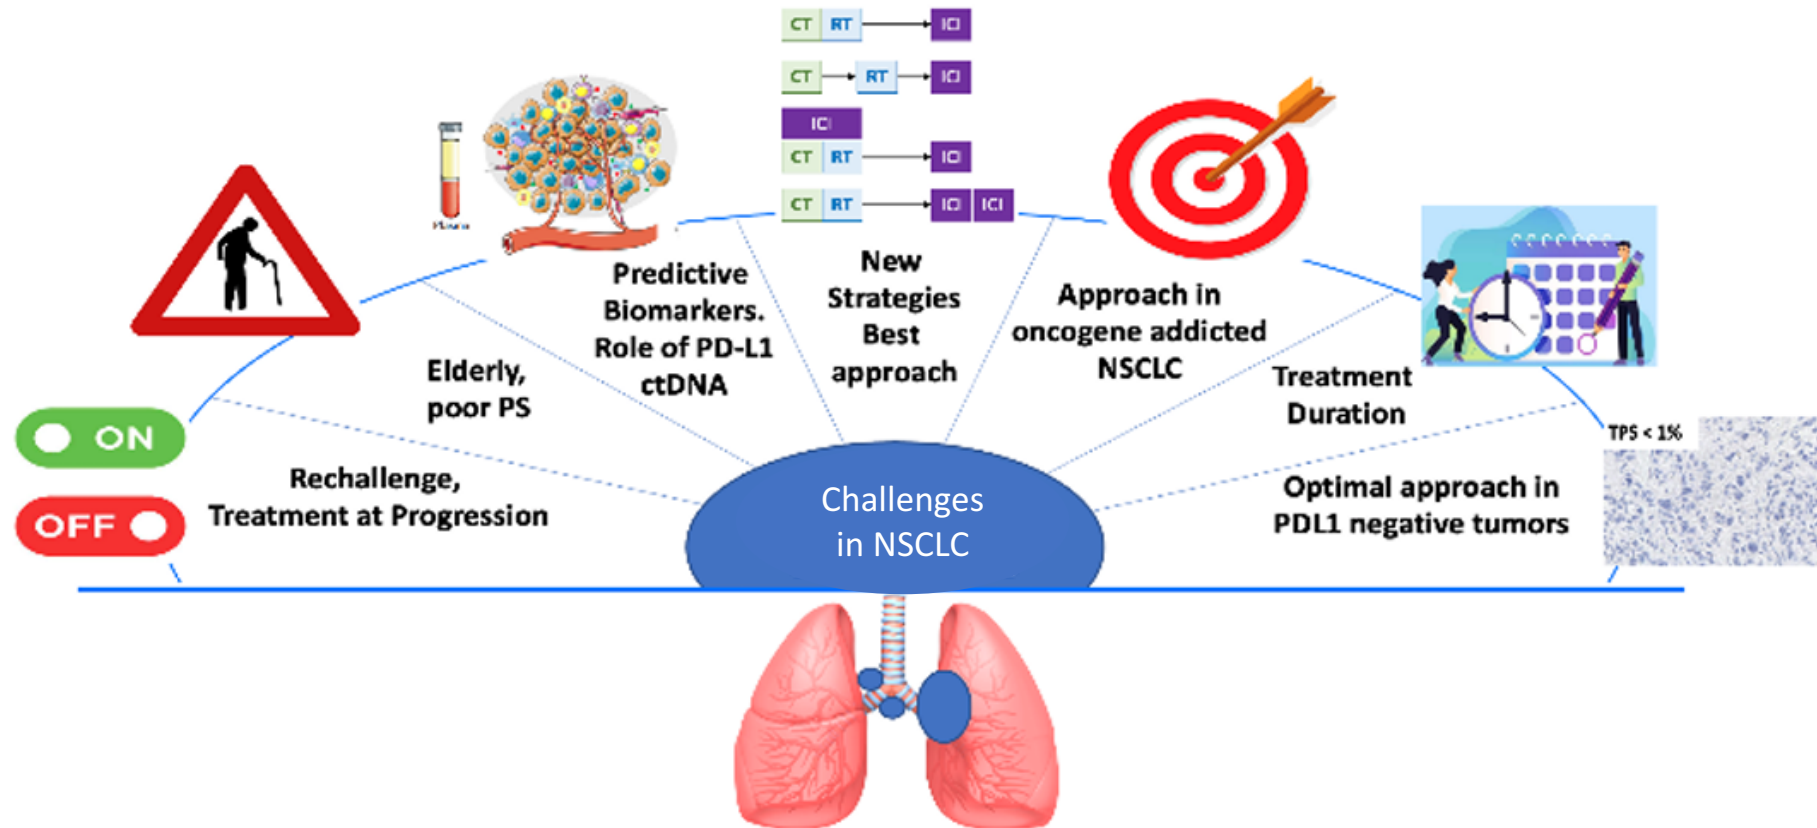 CT RT ICI
CT RT ICI
ICI
CT RT ICI
CT RT ICI ICI
Plasma
Predictive
Biomarkers.
Role of PD-L1
ctDNA
New
Strategies
Best
approach
Approach in
oncogene addicted
NSCLC
Elderly,
poor PS
Treatment
Duration
ON
OFF
Rechallenge,
Treatment at Progression
TPS < 1%
Optimal approach in
PDL1 negative tumors
Challenges
in NSCLC